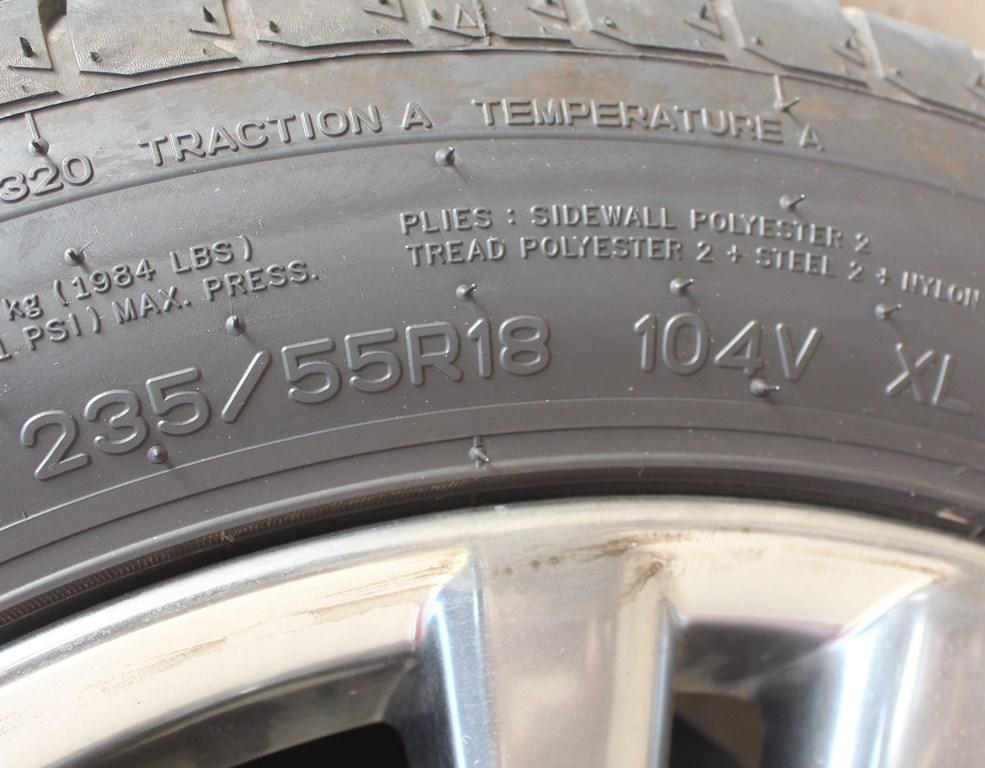 320 TRACTION A TEMPERATURE A
PLIES : SIDEWALL POLYESTER 2
TREAD POLYESTER 2 + STEEL 2 + NYLON
kg (1984 LBS)
1 PSI) MAX. PRESS.
235/55R18 104V XL